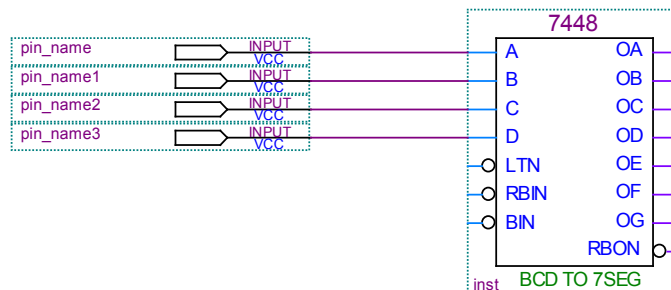 7448
pin_name INPUT VCC A OA
pin_name1 INPUT VCC B OB
pin_name2 INPUT VCC C OC
pin_name3 INPUT VCC D OD
LTN OE
RBIN OF
BIN OG
RBON
inst BCD TO 7SEG